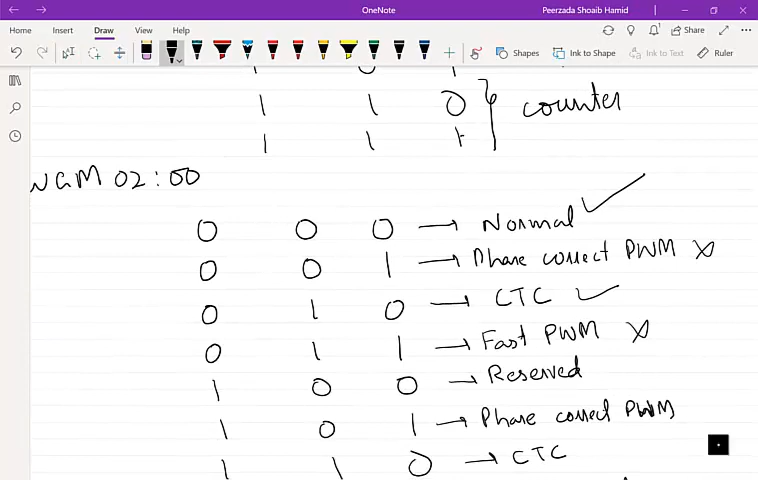 OneNote
Peerzada Shoaib Hamid
Home Insert Draw View Help
Share
Shapes Ink to Shape Ink to Text Ruler
1 1 0 } counter
1 1 1
WGM 02:00
0 0 0 → Normal ✓
0 0 1 → Phase correct PWM ×
0 1 0 → CTC ✓
0 1 1 → Fast PWM ×
1 0 0 → Reserved
1 0 1 → Phase correct PWM
1 1 0 → CTC